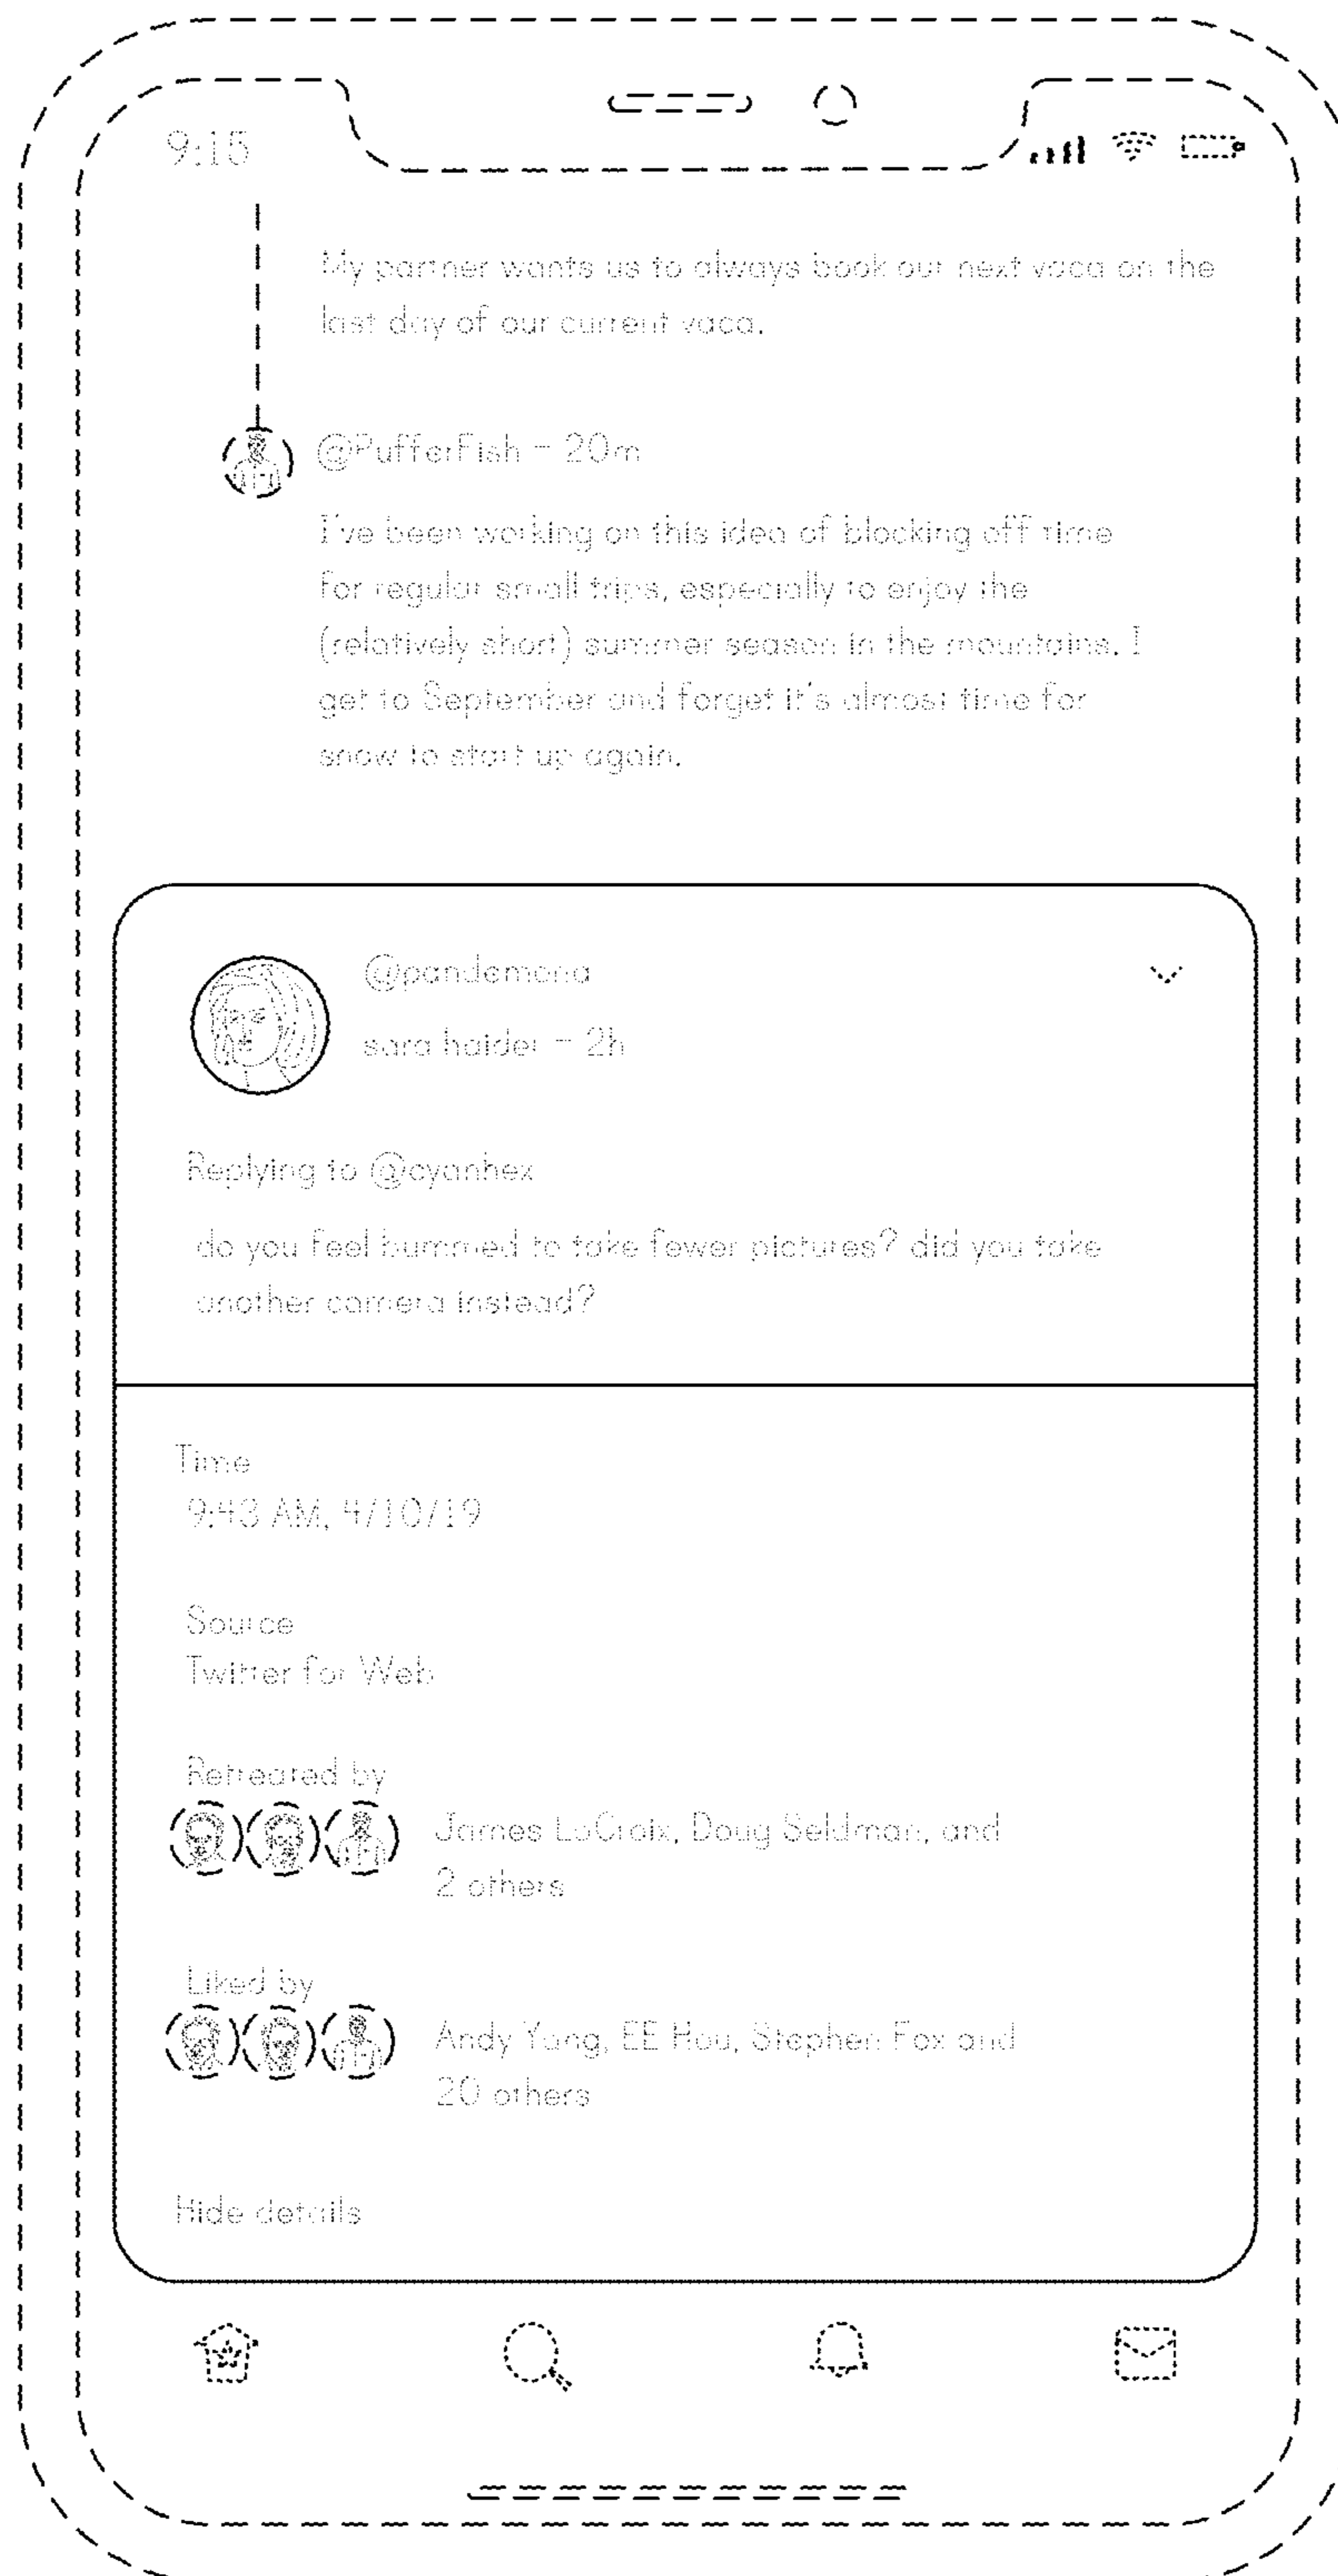 9:15
My partner wants us to always book our next vaca on the
last day of our current vaca.
@PufferFish - 20m
I've been working on this idea of blocking off time
for regular small trips, especially to enjoy the
(relatively short) summer season in the mountains. I
get to September and forget it's almost time for
snow to start up again.
@pandemona
sara haider - 2h
Replying to @cyanhex
do you feel bummed to take fewer pictures? did you take
another camera instead?
Time
9:43 AM, 4/10/19
Source
Twitter for Web
Retweeted by
James LaCroix, Doug Seldman, and
2 others
Liked by
Andy Yang, EE Hou, Stephen Fox and
20 others
Hide details